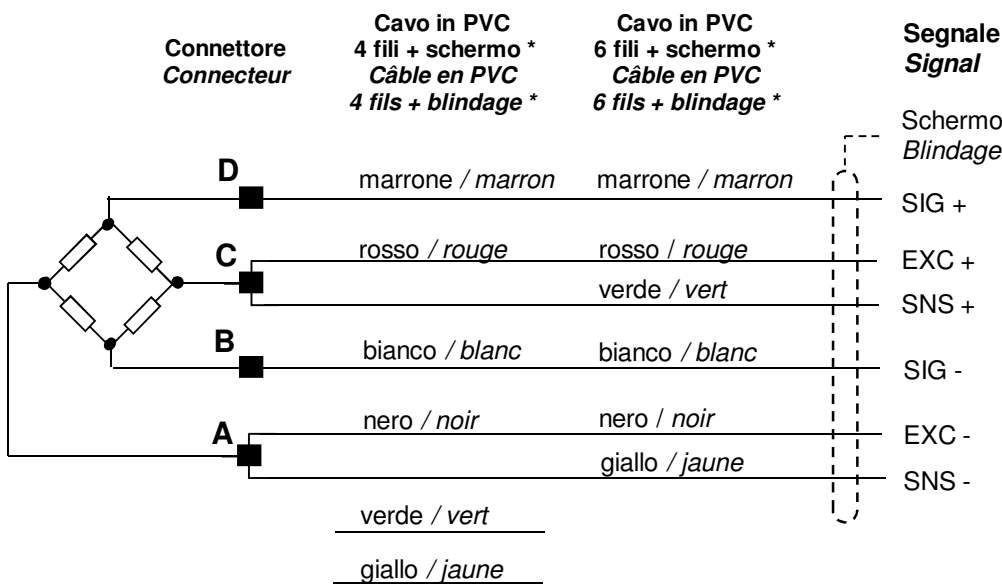 Connettore
Connecteur
Cavo in PVC
4 fili + schermo *
Câble en PVC
4 fils + blindage *
Cavo in PVC
6 fili + schermo *
Câble en PVC
6 fils + blindage *
Segnale
Signal
Schermo
Blindage
D
marrone / marron
marrone / marron
SIG +
C
rosso / rouge
rosso / rouge
EXC +
verde / vert
SNS +
B
bianco / blanc
bianco / blanc
SIG -
A
nero / noir
nero / noir
EXC -
giallo / jaune
SNS -
verde / vert
giallo / jaune